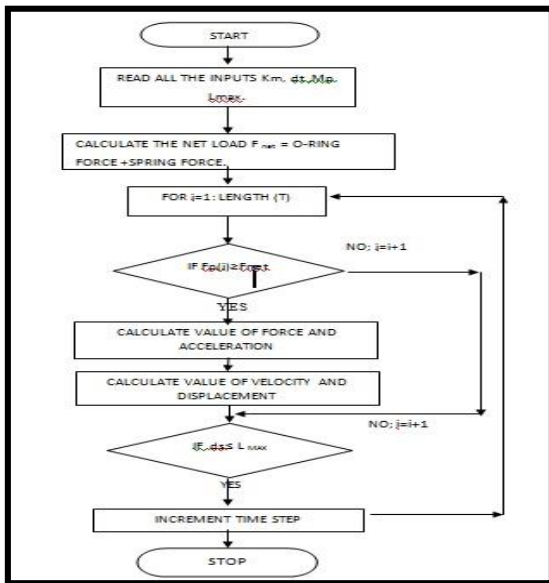 START
READ ALL THE INPUTS Km, dt, Mp,
Lmax.
CALCULATE THE NET LOAD F net = O-RING
FORCE +SPRING FORCE.
FOR i=1: LENGTH (T)
NO; i=i+1
IF Fp(i)≥Fnet
YES
CALCULATE VALUE OF FORCE AND
ACCELERATION
CALCULATE VALUE OF VELOCITY AND
DISPLACEMENT
NO; i=i+1
IF ds≤ L MAX
YES
INCREMENT TIME STEP
STOP